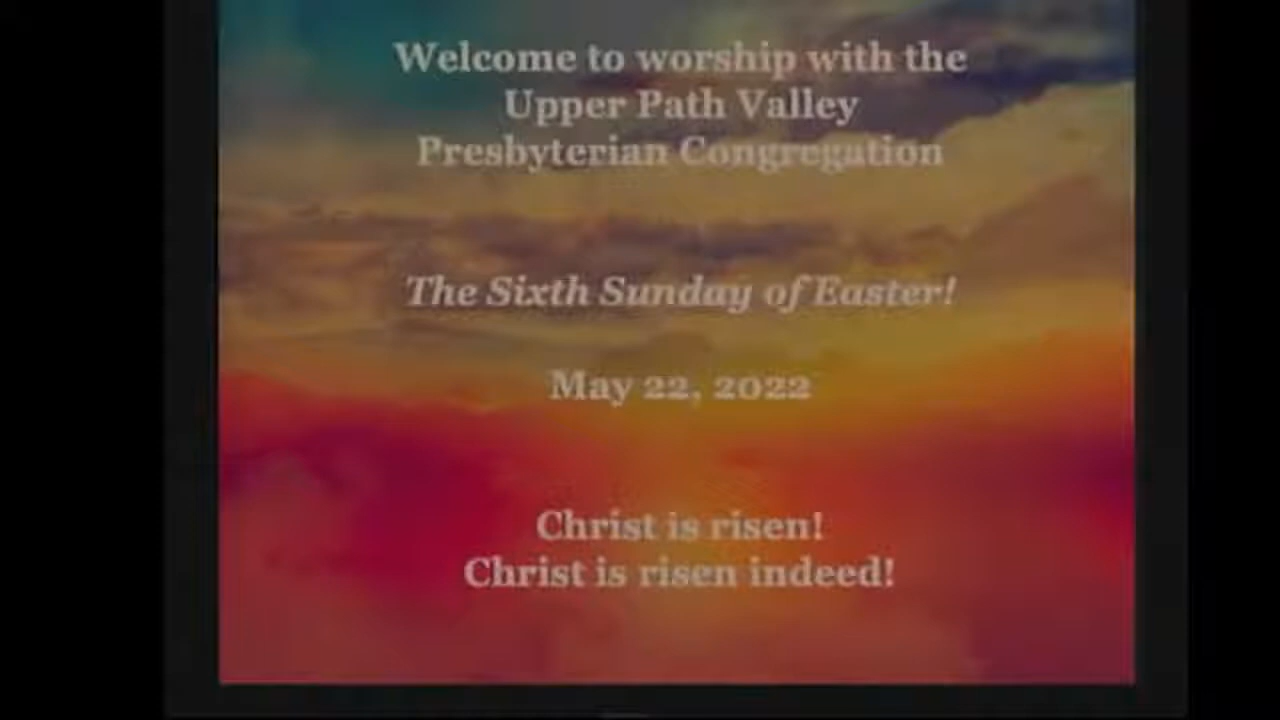 Welcome to worship with the
Upper Path Valley
Presbyterian Congregation
The Sixth Sunday of Easter!
May 22, 2022
Christ is risen!
Christ is risen indeed!